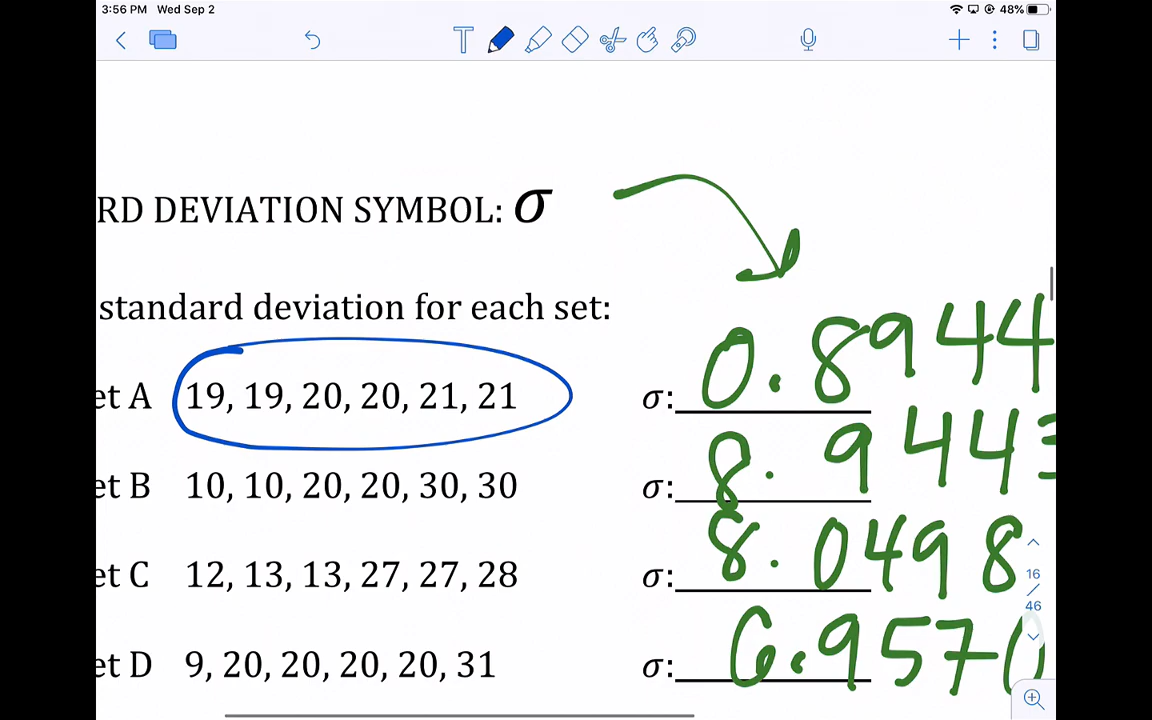 3:56 PM Wed Sep 2 48%
T
RD DEVIATION SYMBOL: σ
standard deviation for each set:
et A 19, 19, 20, 20, 21, 21 σ: 0.8944
et B 10, 10, 20, 20, 30, 30 σ: 8.944
et C 12, 13, 13, 27, 27, 28 σ: 8.0498
et D 9, 20, 20, 20, 20, 31 σ: 6.9570
16
/
46